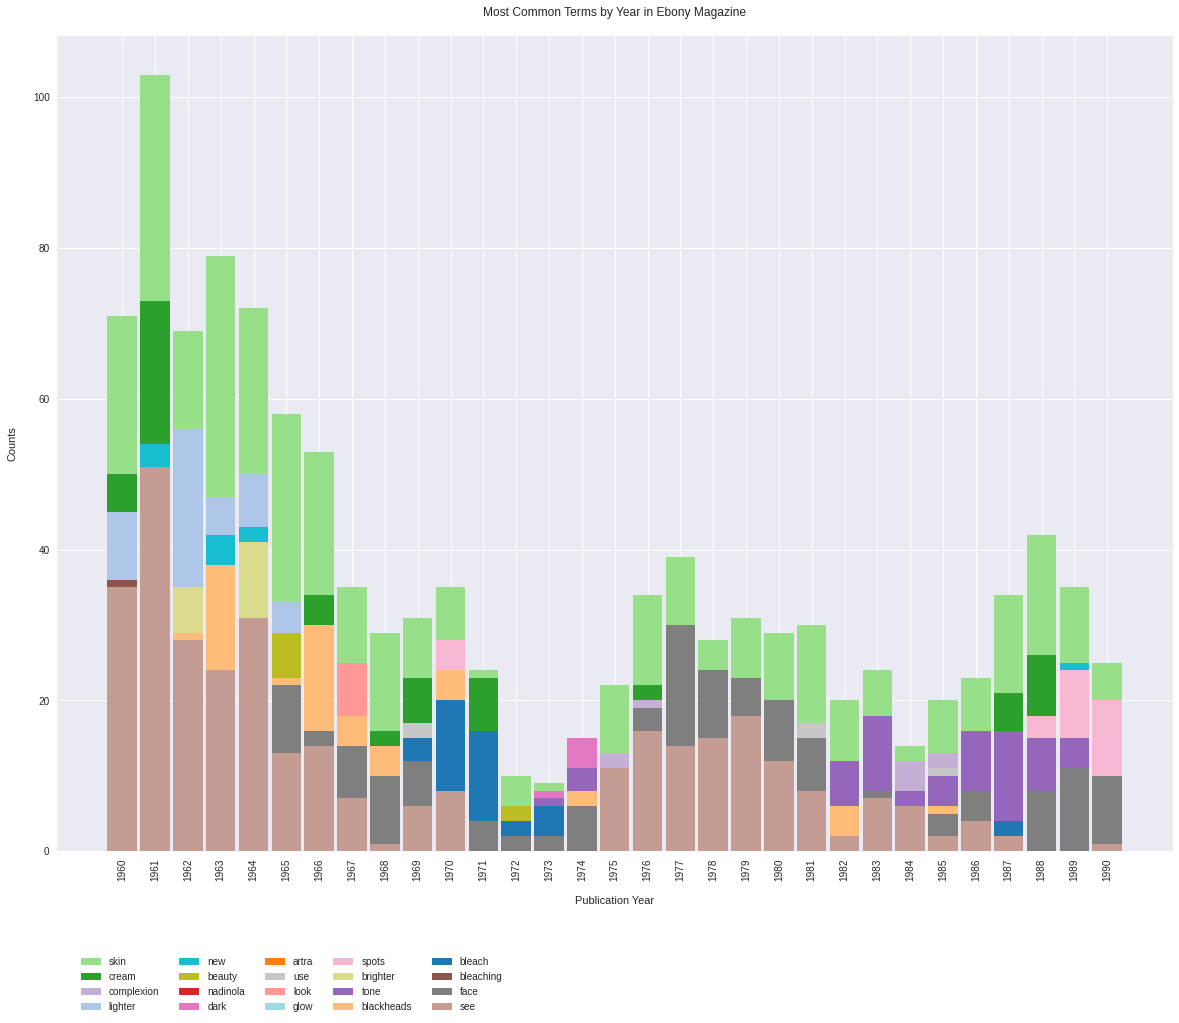 Most Common Terms by Year in Ebony Magazine
100
80
60
40
20
0
Counts
1960 1961 1962 1963 1964 1965 1966 1967 1968 1969 1970 1971 1972 1973 1974 1975 1976 1977 1978 1979 1980 1981 1982 1983 1984 1985 1986 1987 1988 1989 1990
Publication Year
skin new artra spots bleach
cream beauty use brighter bleaching
complexion nadinola look tone face
lighter dark glow blackheads see